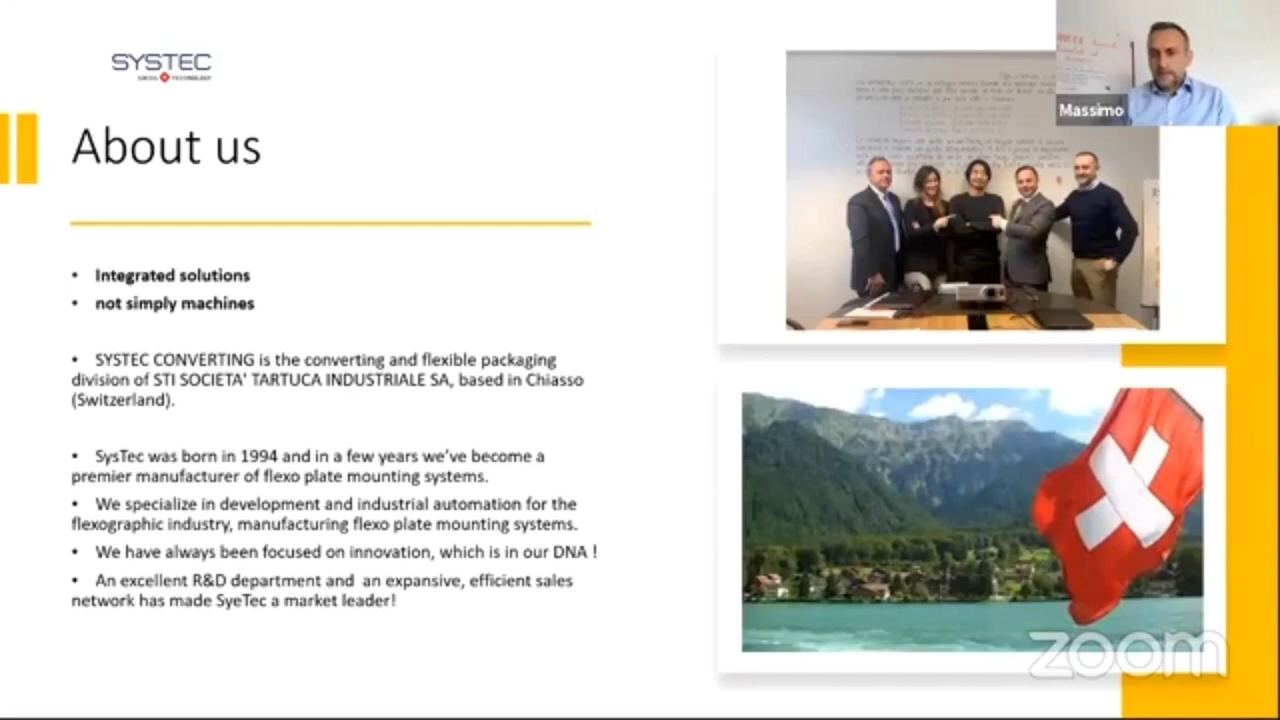 SYSTEC
SWISS TECHNOLOGY
About us
• Integrated solutions
• not simply machines
• SYSTEC CONVERTING is the converting and flexible packaging
division of STI SOCIETA' TARTUCA INDUSTRIALE SA, based in Chiasso
(Switzerland).
• SysTec was born in 1994 and in a few years we've become a
premier manufacturer of flexo plate mounting systems.
• We specialize in development and industrial automation for the
flexographic industry, manufacturing flexo plate mounting systems.
• We have always been focused on innovation, which is in our DNA !
• An excellent R&D department and  an expansive, efficient sales
network has made SyeTec a market leader!
Massimo
zoom